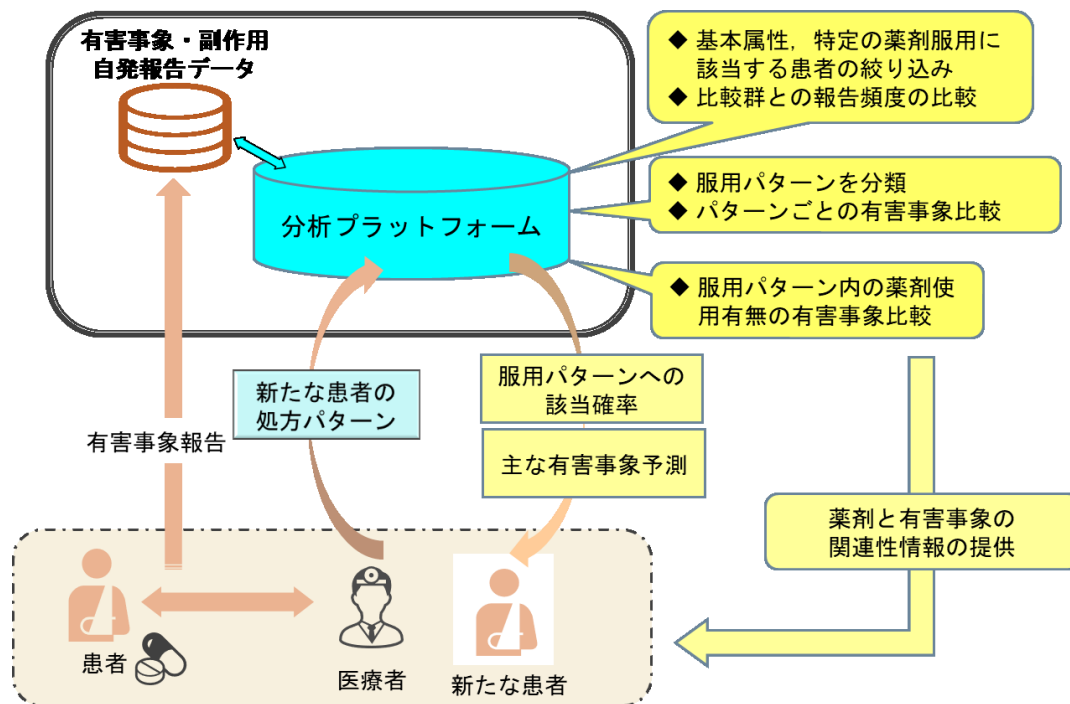 有害事象・副作用
自発報告データ
◆ 基本属性，特定の薬剤服用に
該当する患者の絞り込み
◆ 比較群との報告頻度の比較
分析プラットフォーム
◆ 服用パターンを分類
◆ パターンごとの有害事象比較
◆ 服用パターン内の薬剤使
用有無の有害事象比較
新たな患者の
処方パターン
服用パターンへの
該当確率
有害事象報告
主な有害事象予測
薬剤と有害事象の
関連性情報の提供
患者
医療者
新たな患者